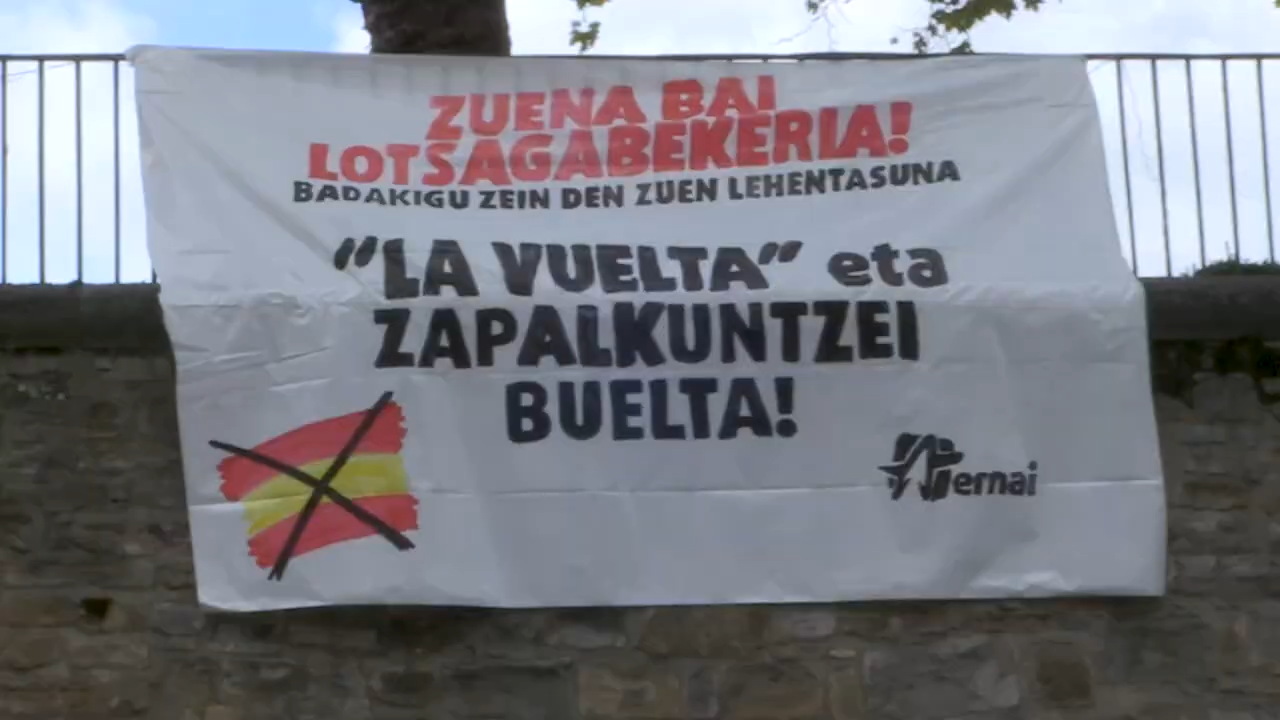 ZUENA BAI
LOTSAGABEKERIA!
BADAKIGU ZEIN DEN ZUEN LEHENTASUNA
"LA VUELTA" eta
ZAPALKUNTZEI
BUELTA!
ernai